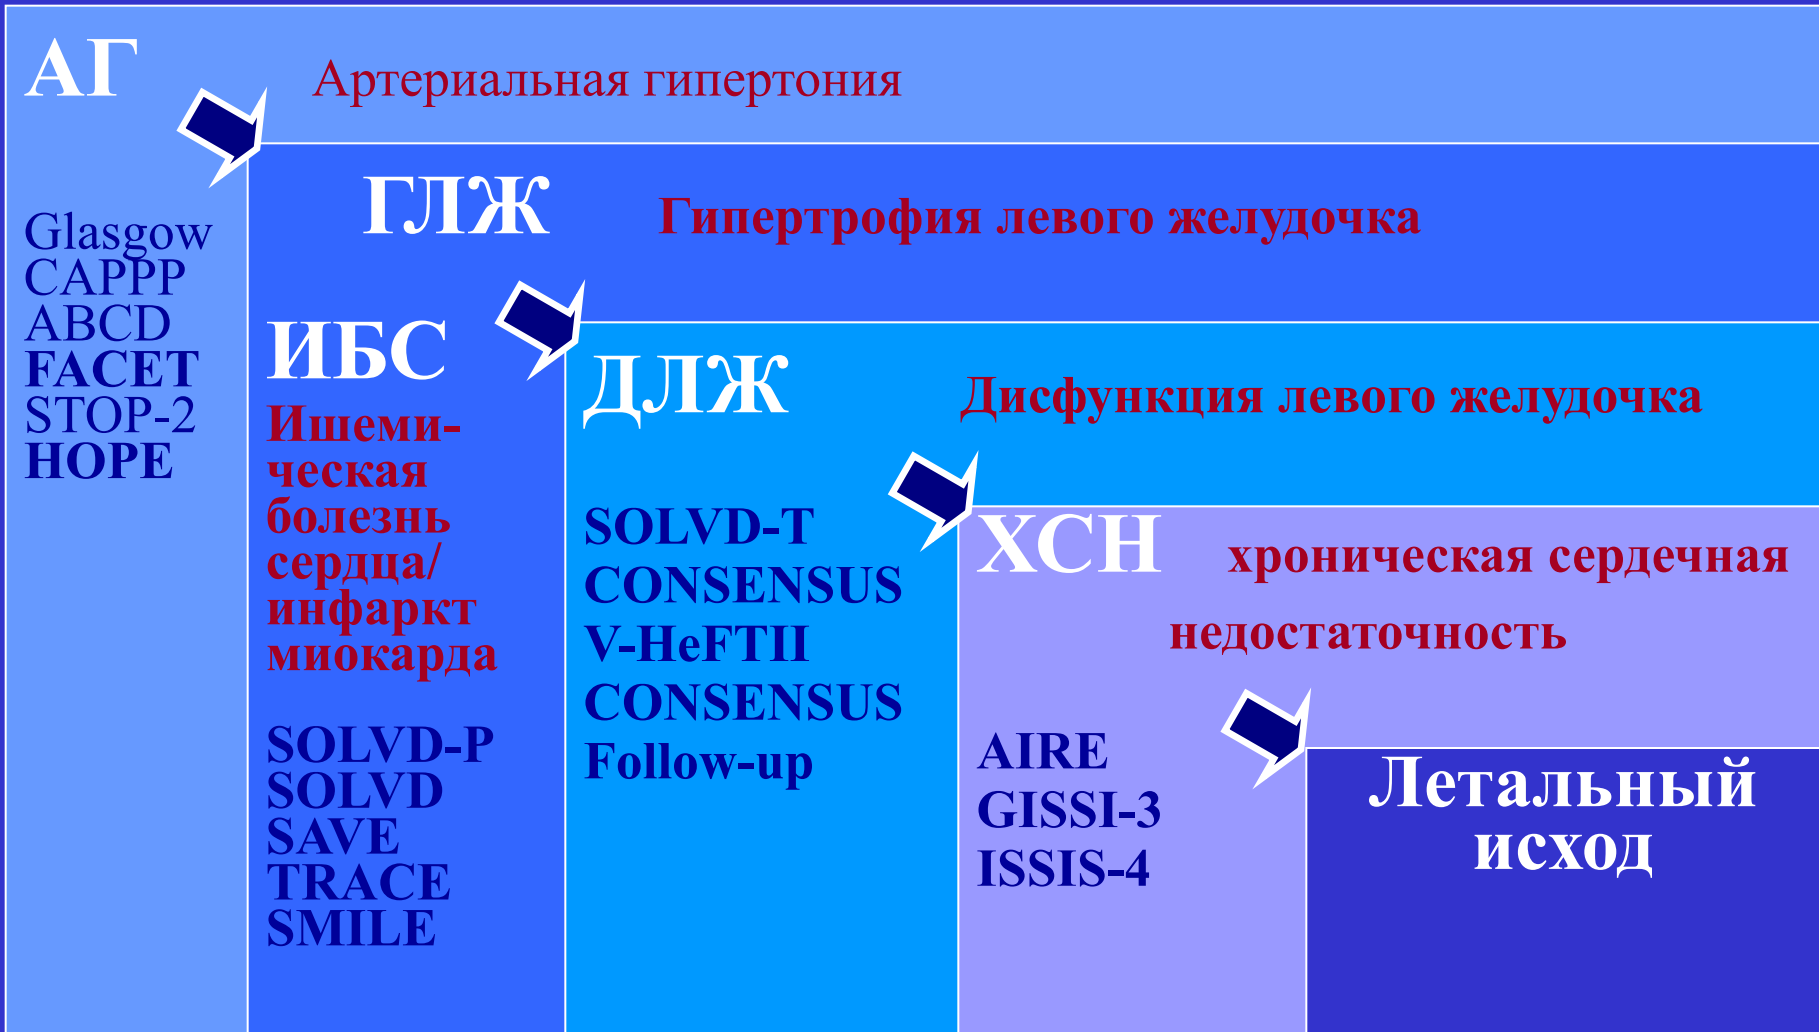 АГ
Артериальная гипертония
Glasgow
CAPPP
ABCD
FACET
STOP-2
HOPE
ГЛЖ
Гипертрофия левого желудочка
ИБС
Ишеми-
ческая
болезнь
сердца/
инфаркт
миокарда
SOLVD-P
SOLVD
SAVE
TRACE
SMILE
ДЛЖ
Дисфункция левого желудочка
SOLVD-T
CONSENSUS
V-HeFTII
CONSENSUS
Follow-up
ХСН
хроническая сердечная
недостаточность
AIRE
GISSI-3
ISSIS-4
Летальный
исход